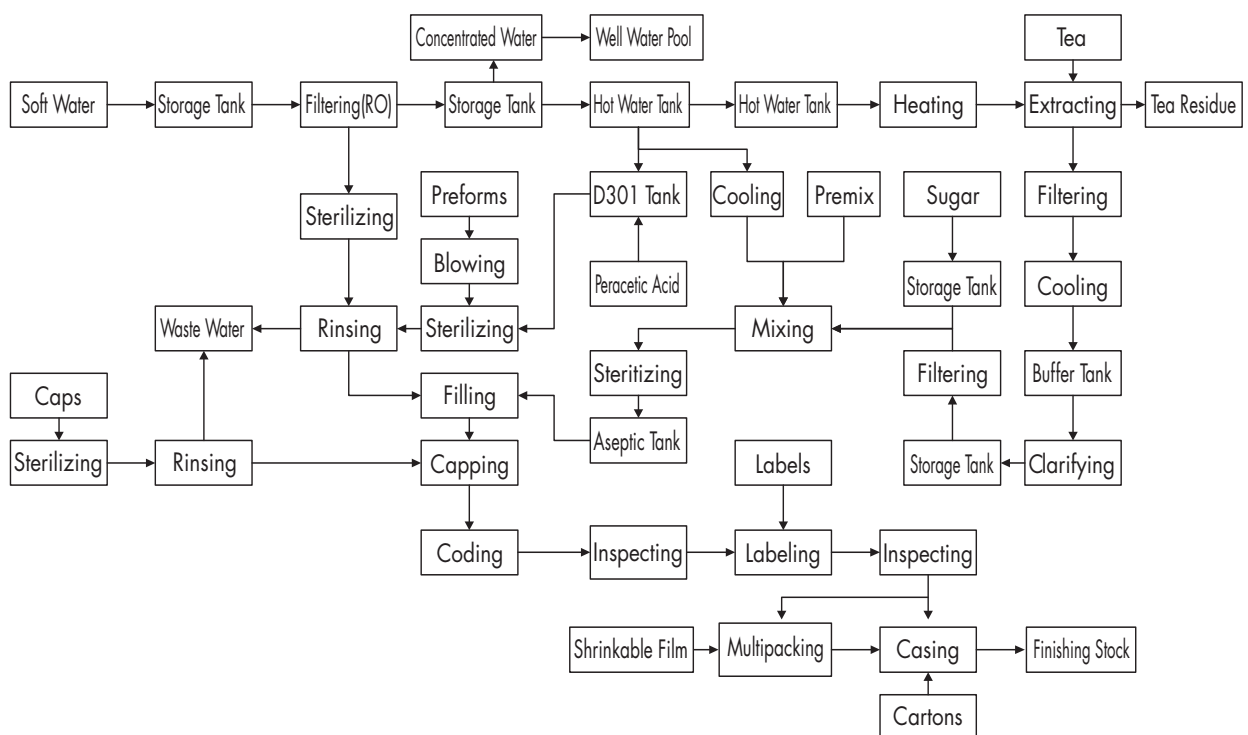 Concentrated Water
Well Water Pool
Tea
Soft Water
Storage Tank
Filtering(RO)
Storage Tank
Hot Water Tank
Hot Water Tank
Heating
Extracting
Tea Residue
Sterilizing
Preforms
D301 Tank
Cooling
Premix
Sugar
Filtering
Blowing
Peracetic Acid
Storage Tank
Cooling
Waste Water
Rinsing
Sterilizing
Mixing
Caps
Filling
Steritizing
Filtering
Buffer Tank
Sterilizing
Rinsing
Capping
Aseptic Tank
Labels
Storage Tank
Clarifying
Coding
Inspecting
Labeling
Inspecting
Shrinkable Film
Multipacking
Casing
Finishing Stock
Cartons